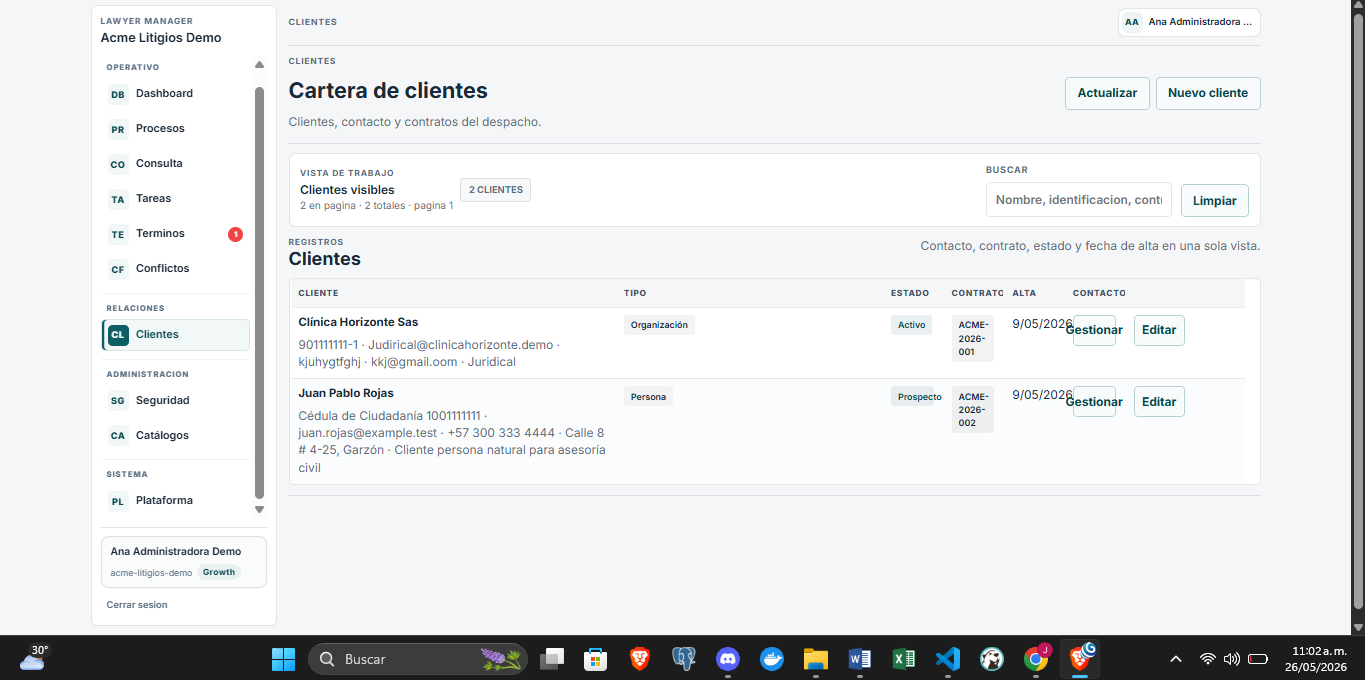 LAWYER MANAGER
Acme Litigios Demo
OPERATIVO
DB Dashboard
PR Procesos
CO Consulta
TA Tareas
TE Terminos 1
CF Conflictos
RELACIONES
CL Clientes
ADMINISTRACION
SG Seguridad
CA Catálogos
SISTEMA
PL Plataforma
Ana Administradora Demo
acme-litigios-demo Growth
Cerrar sesion
CLIENTES
AA Ana Administradora ...
CLIENTES
Cartera de clientes
Clientes, contacto y contratos del despacho.
Actualizar Nuevo cliente
VISTA DE TRABAJO
Clientes visibles
2 en pagina · 2 totales · pagina 1
2 CLIENTES
BUSCAR
Nombre, identificacion, cont
Limpiar
REGISTROS
Clientes
Contacto, contrato, estado y fecha de alta en una sola vista.
CLIENTE TIPO ESTADO CONTRATO ALTA CONTACTO
Clínica Horizonte Sas
901111111-1 · Judirical@clinicahorizonte.demo ·
kjuhygtfghj · kkj@gmail.oom · Juridical
Organización
Activo
ACME-
2026-
001
9/05/2026
Gestionar
Editar
Juan Pablo Rojas
Cédula de Ciudadanía 1001111111 ·
juan.rojas@example.test · +57 300 333 4444 · Calle 8
# 4-25, Garzón · Cliente persona natural para asesoría
civil
Persona
Prospecto
ACME-
2026-
002
9/05/2026
Gestionar
Editar
30°
Buscar
J
11:02 a. m.
26/05/2026